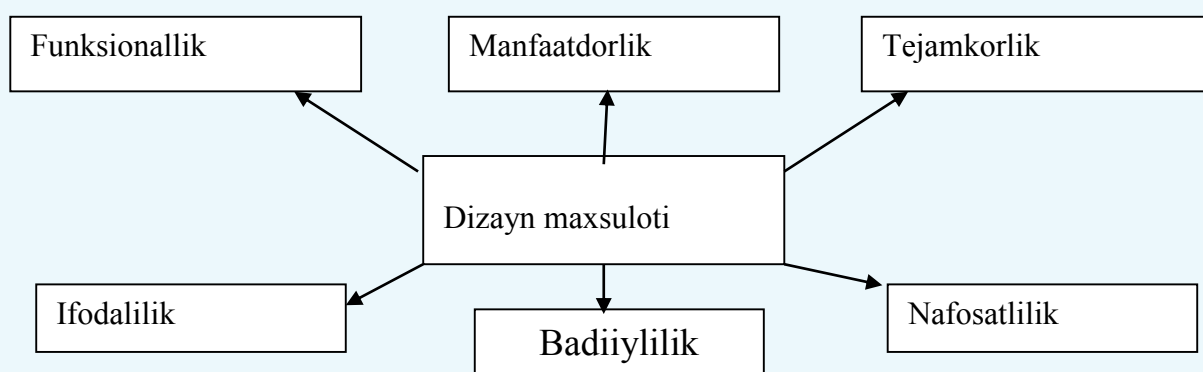 Funksionallik
Manfaatdorlik
Tejamkorlik
Dizayn maxsuloti
Ifodalilik
Badiiylilik
Nafosatlilik